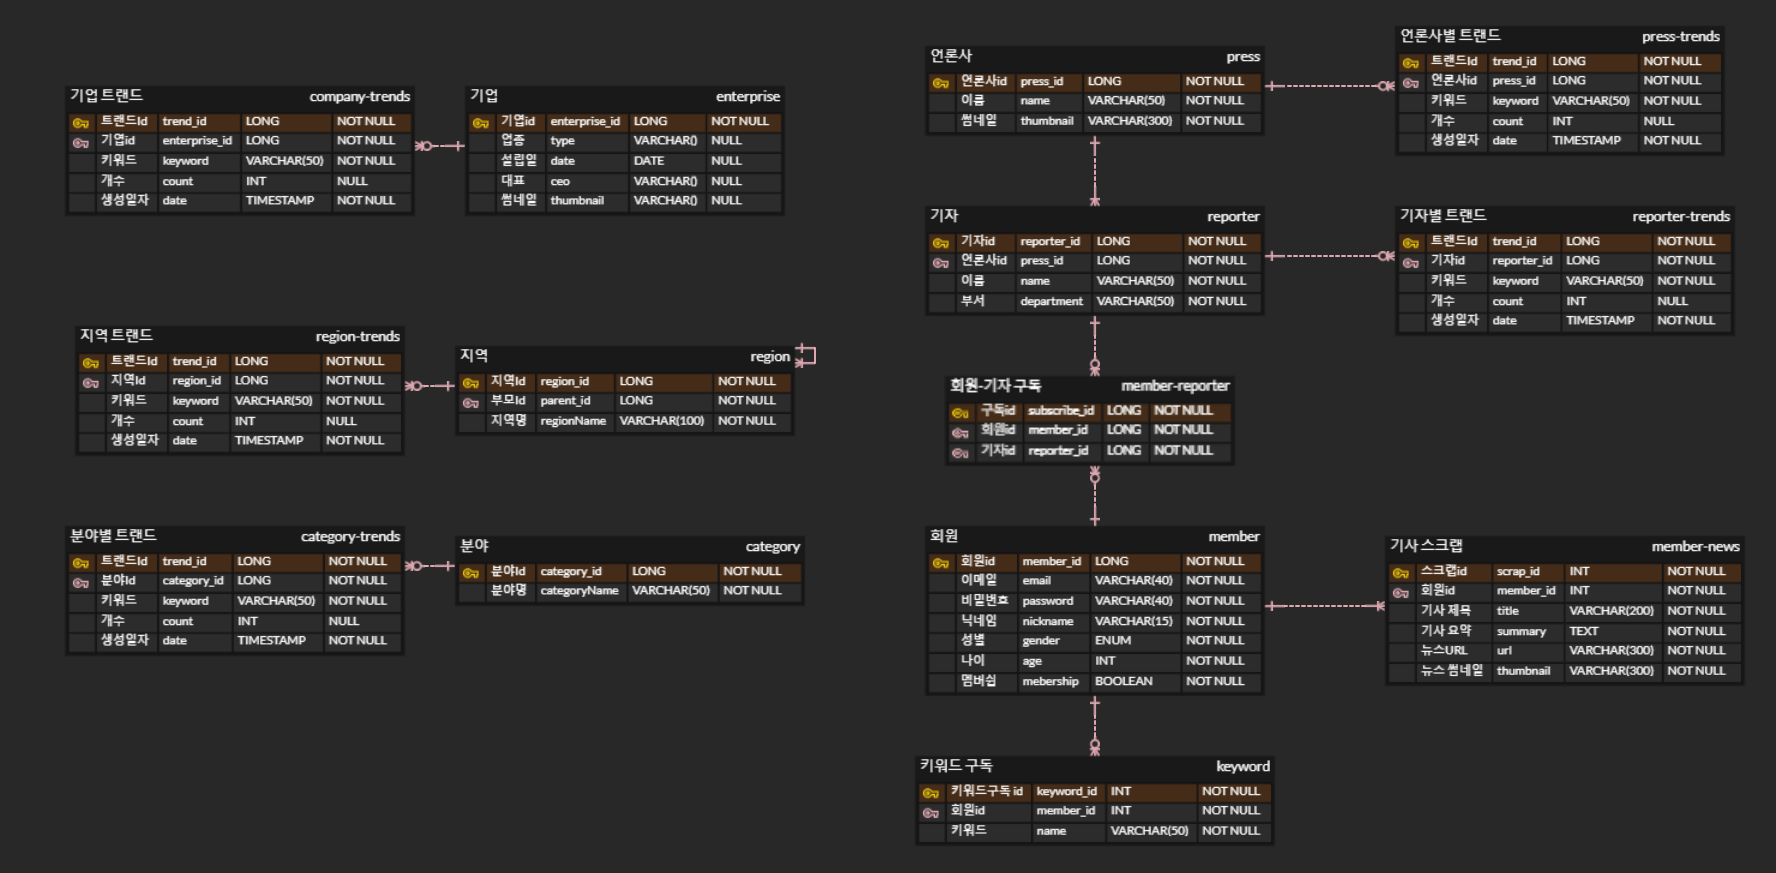 기업 트랜드 company-trends
트랜드Id trend_id LONG NOT NULL
기업id enterprise_id LONG NOT NULL
키워드 keyword VARCHAR(50) NOT NULL
개수 count INT NULL
생성일자 date TIMESTAMP NOT NULL
기업 enterprise
기업id enterprise_id LONG NOT NULL
업종 type VARCHAR() NULL
설립일 date DATE NULL
대표 ceo VARCHAR() NULL
썸네일 thumbnail VARCHAR() NULL
언론사 press
언론사id press_id LONG NOT NULL
이름 name VARCHAR(50) NOT NULL
썸네일 thumbnail VARCHAR(300) NOT NULL
언론사별 트랜드 press-trends
트랜드Id trend_id LONG NOT NULL
언론사id press_id LONG NOT NULL
키워드 keyword VARCHAR(50) NOT NULL
개수 count INT NULL
생성일자 date TIMESTAMP NOT NULL
기자 reporter
기자id reporter_id LONG NOT NULL
언론사id press_id LONG NOT NULL
이름 name VARCHAR(50) NOT NULL
부서 department VARCHAR(50) NOT NULL
기자별 트랜드 reporter-trends
트랜드Id trend_id LONG NOT NULL
기자id reporter_id LONG NOT NULL
키워드 keyword VARCHAR(50) NOT NULL
개수 count INT NULL
생성일자 date TIMESTAMP NOT NULL
지역 트랜드 region-trends
트랜드Id trend_id LONG NOT NULL
지역Id region_id LONG NOT NULL
키워드 keyword VARCHAR(50) NOT NULL
개수 count INT NULL
생성일자 date TIMESTAMP NOT NULL
지역 region
지역Id region_id LONG NOT NULL
부모Id parent_id LONG NOT NULL
지역명 regionName VARCHAR(100) NOT NULL
회원-기자 구독 member-reporter
구독id subscribe_id LONG NOT NULL
회원id member_id LONG NOT NULL
기자id reporter_id LONG NOT NULL
분야별 트랜드 category-trends
트랜드Id trend_id LONG NOT NULL
분야Id category_id LONG NOT NULL
키워드 keyword VARCHAR(50) NOT NULL
개수 count INT NULL
생성일자 date TIMESTAMP NOT NULL
분야 category
분야Id category_id LONG NOT NULL
분야명 categoryName VARCHAR(50) NOT NULL
회원 member
회원id member_id LONG NOT NULL
이메일 email VARCHAR(40) NOT NULL
비밀번호 password VARCHAR(40) NOT NULL
닉네임 nickname VARCHAR(15) NOT NULL
성별 gender ENUM NOT NULL
나이 age INT NOT NULL
멤버쉽 mebership BOOLEAN NOT NULL
기사 스크랩 member-news
스크랩id scrap_id INT NOT NULL
회원id member_id INT NOT NULL
기사 제목 title VARCHAR(200) NOT NULL
기사 요약 summary TEXT NOT NULL
뉴스URL url VARCHAR(300) NOT NULL
뉴스 썸네일 thumbnail VARCHAR(300) NOT NULL
키워드 구독 keyword
키워드구독 id keyword_id INT NOT NULL
회원id member_id INT NOT NULL
키워드 name VARCHAR(50) NOT NULL